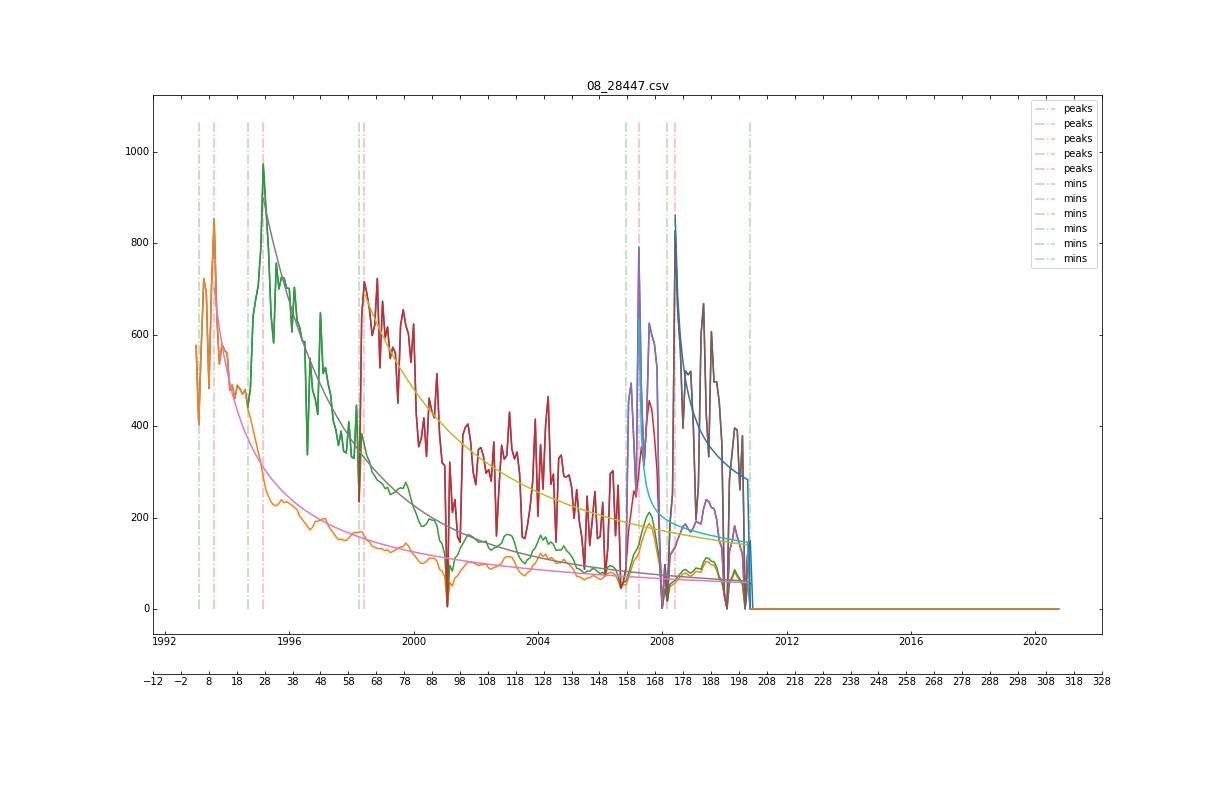 08_28447.csv
peaks
peaks
peaks
peaks
peaks
mins
mins
mins
mins
mins
mins
1000
800
600
400
200
0
1992 1996 2000 2004 2008 2012 2016 2020
−12 −2 8 18 28 38 48 58 68 78 88 98 108 118 128 138 148 158 168 178 188 198 208 218 228 238 248 258 268 278 288 298 308 318 328